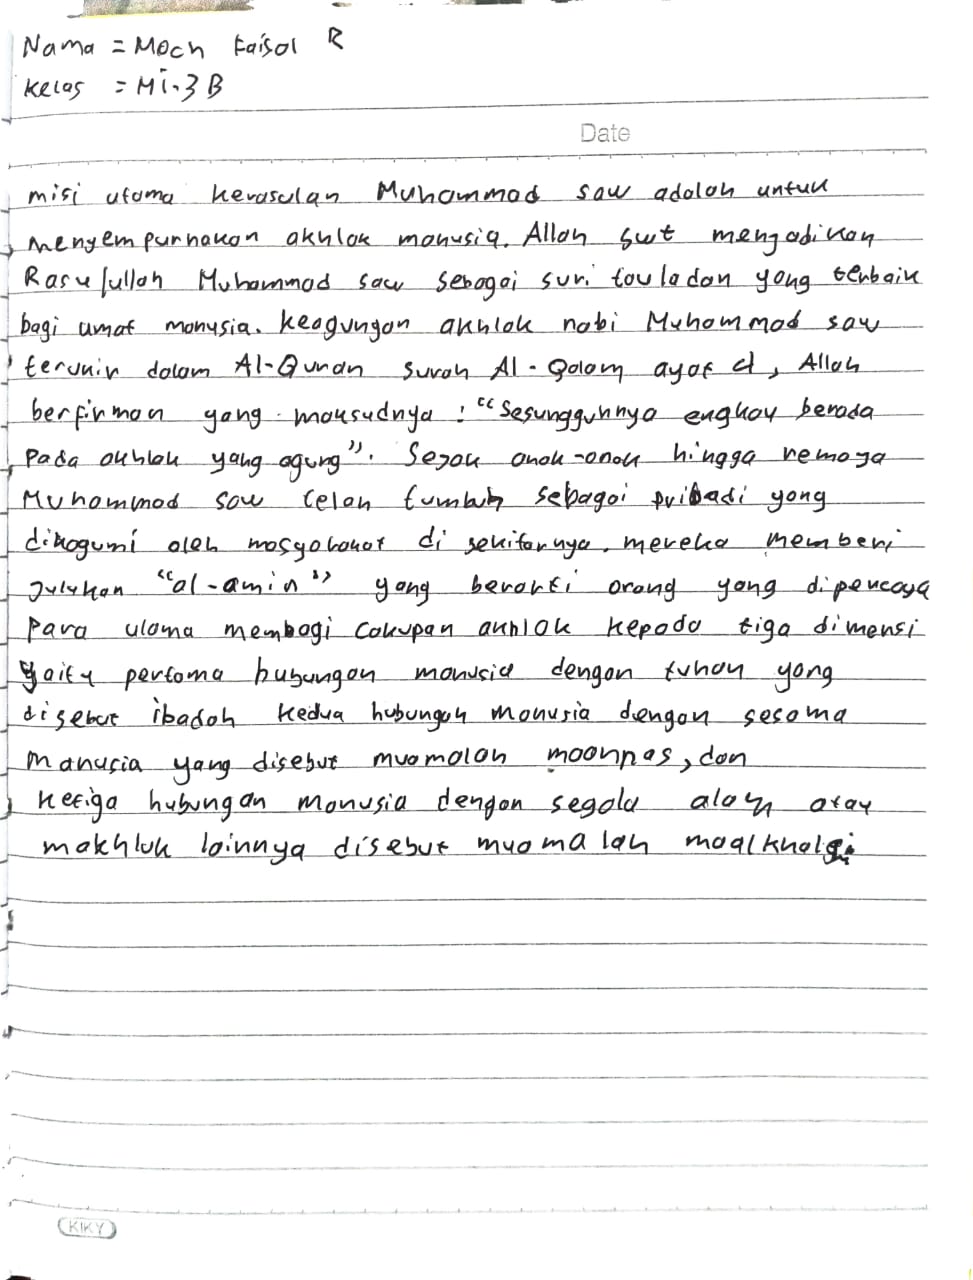 Nama = Moch Faisal R
Kelas = Mi.3 B
Date
misi utama kerasulan Muhammad saw adalah untuk
menyempurnakan akhlak manusia. Allah swt mengadikan
Rasulullah Muhammad saw sebagai suri tauladan yang terbaik
bagi umat manusia. keagungan akhlak nabi Muhammad saw
terukir dalam Al-Quran surah Al-Qalam ayat 4, Allah
berfirman yang maksudnya : "Sesungguhnya engkau berada
pada akhlak yang agung". Sejak anak-anak hingga remaja
Muhammad saw telah tumbuh sebagai pribadi yang
dikagumi oleh masyarakat di sekitarnya. mereka memberi
Julukan "al-amin" yang berarti orang yang dipercaya
Para ulama membagi cakupan akhlak kepada tiga dimensi
yaitu pertama hubungan manusia dengan tuhan yang
disebut ibadah kedua hubungan manusia dengan sesama
manusia yang disebut muamalah maannas, dan
Ketiga hubungan manusia dengan segala alam atau
makhluk lainnya disebut muamalah maalkhalqi
KIKY